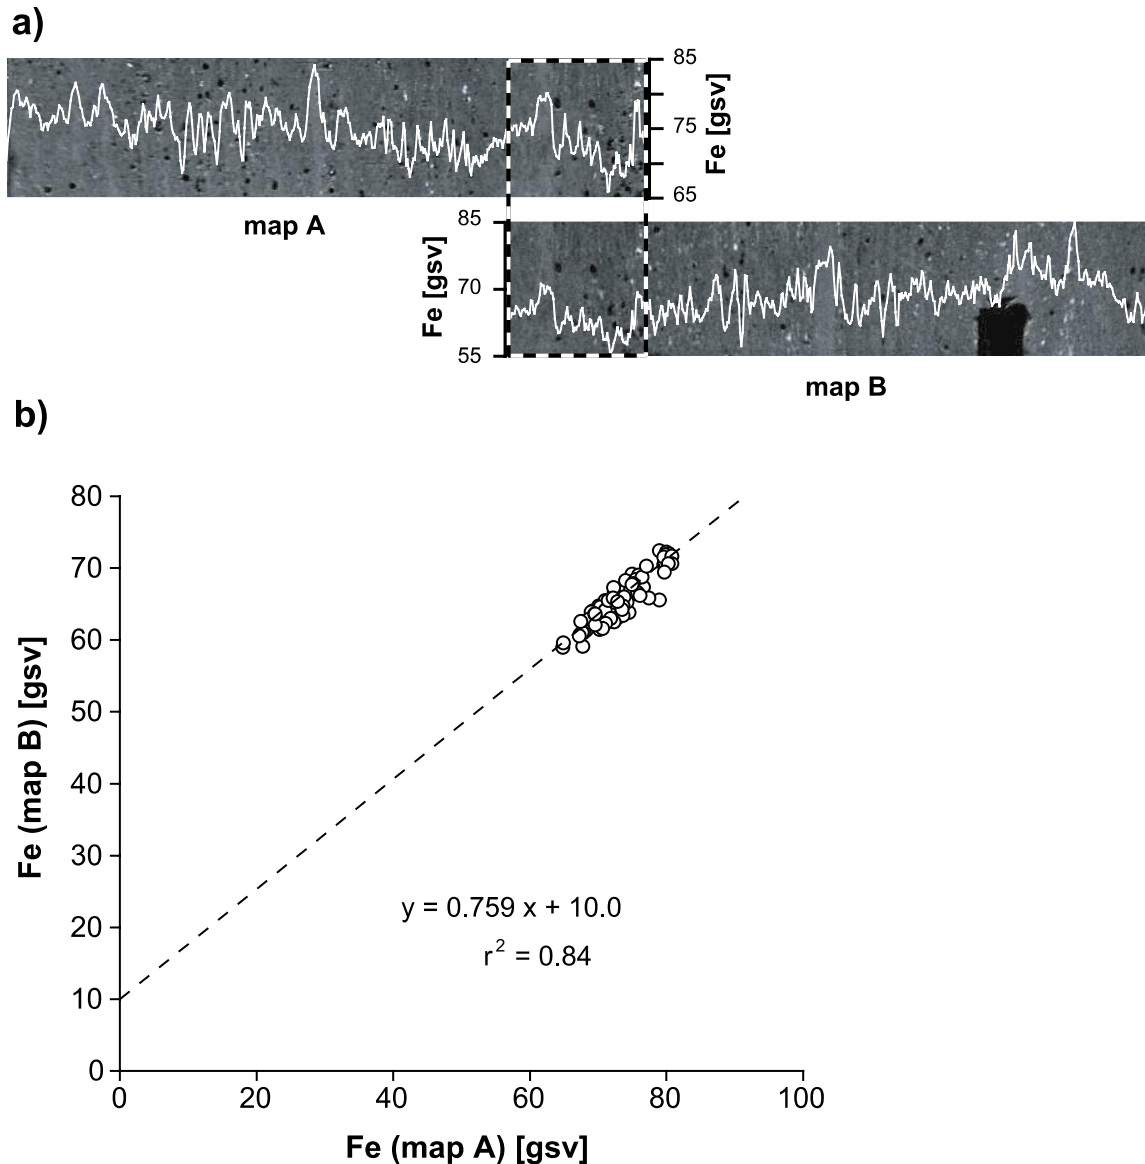 a)
85
75
65
Fe [gsv]
map A
85
70
55
Fe [gsv]
map B
b)
80
70
60
50
40
30
20
10
0
Fe (map B) [gsv]
y = 0.759 x + 10.0
r² = 0.84
0 20 40 60 80 100
Fe (map A) [gsv]